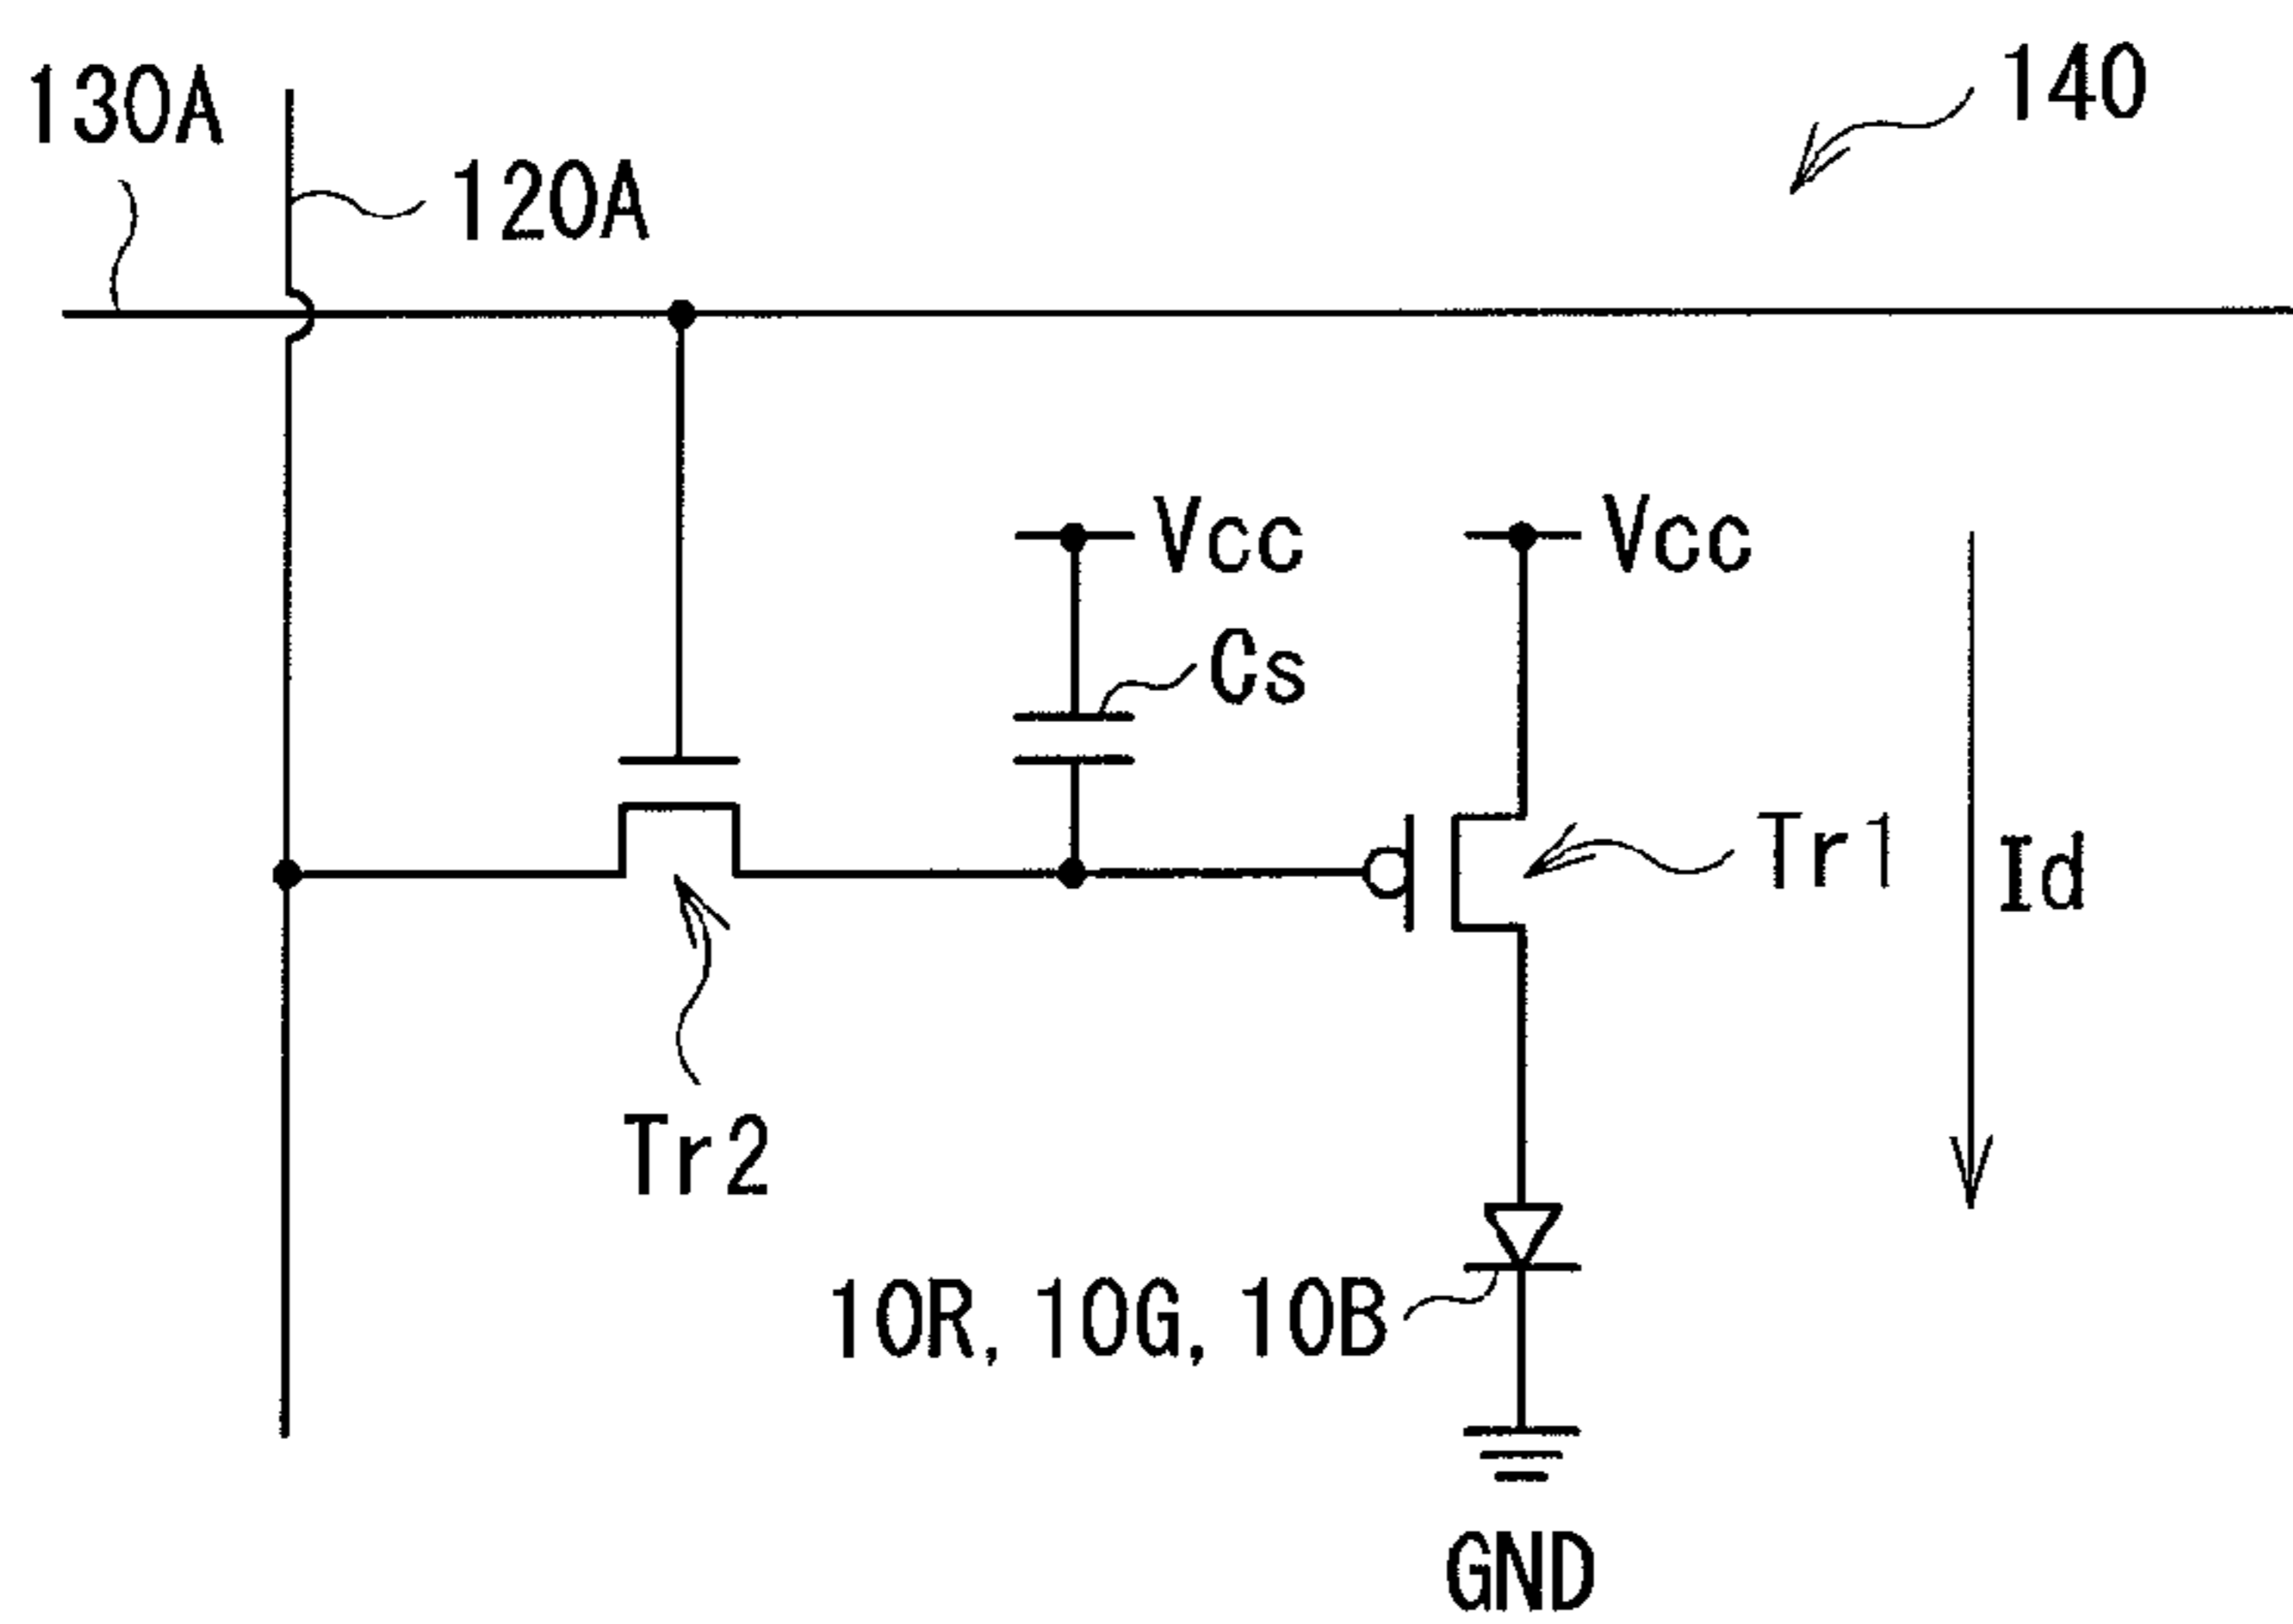 130A
120A
140
Vcc
Vcc
Cs
Tr1
Id
Tr2
10R, 10G, 10B
GND